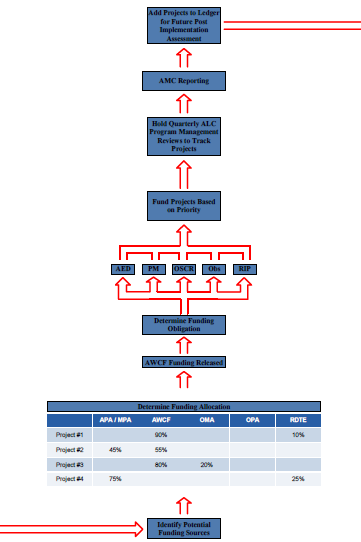 Add Projects to Ledger
for Future Post
Implementation
Assessment
AMC Reporting
Hold Quarterly ALC
Program Management
Reviews to Track
Projects
Fund Projects Based
on Priority
AED PM OSCR Obs RIP
Determine Funding
Obligation
AWCF Funding Released
Determine Funding Allocation
APA / MPA AWCF OMA OPA RDTE
Project #1 90% 10%
Project #2 45% 55%
Project #3 80% 20%
Project #4 75% 25%
Identify Potential
Funding Sources